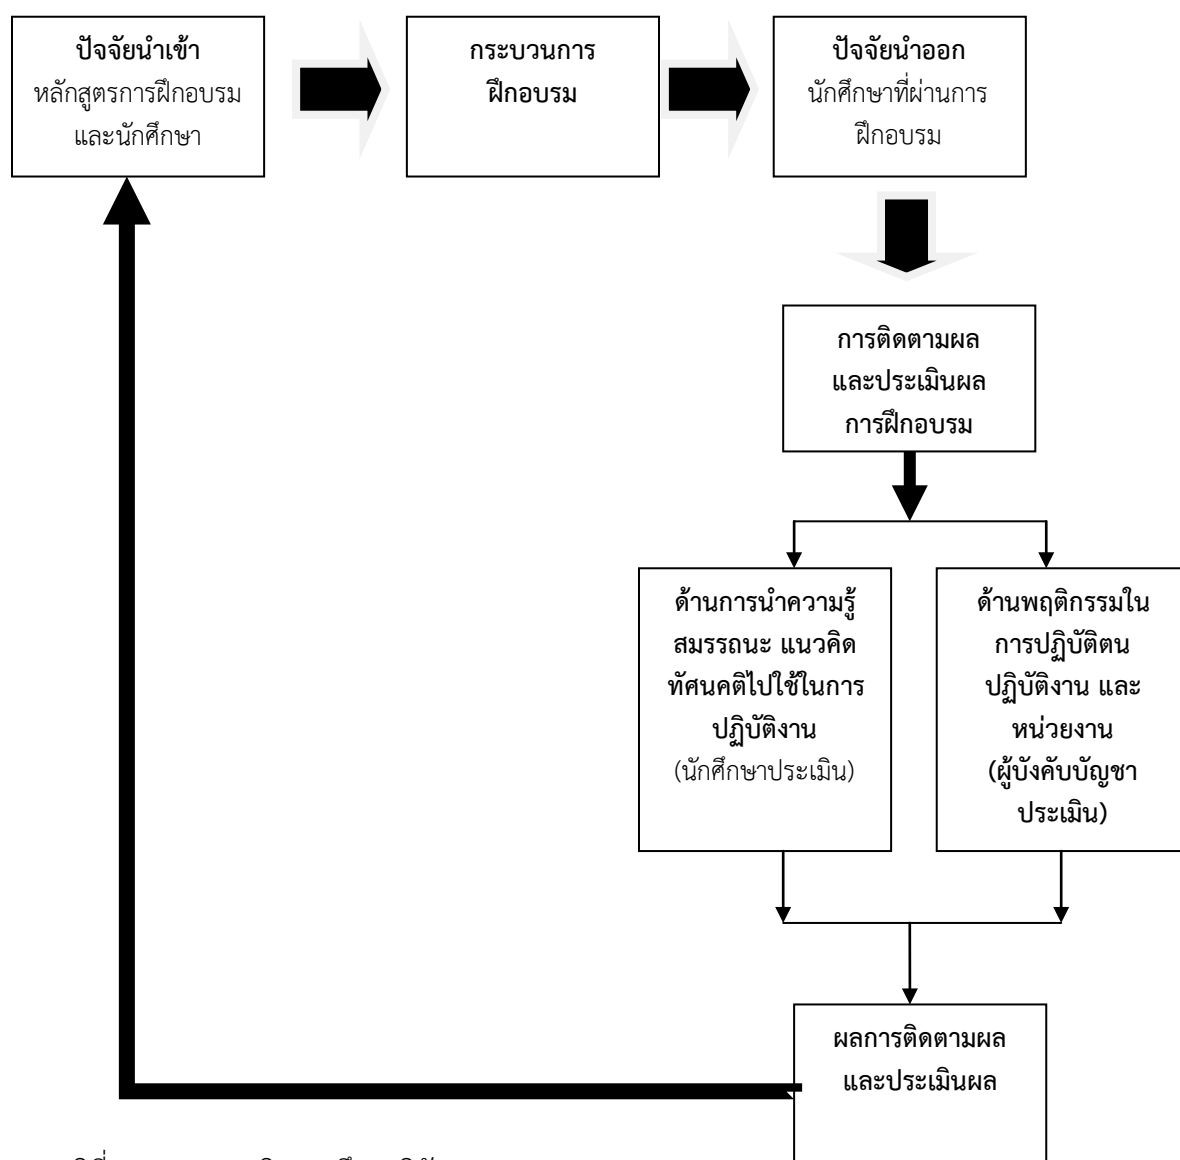 ปัจจัยนำเข้า
หลักสูตรการฝึกอบรม
และนักศึกษา
กระบวนการ
ฝึกอบรม
ปัจจัยนำออก
นักศึกษาที่ผ่านการ
ฝึกอบรม
การติดตามผล
และประเมินผล
การฝึกอบรม
ด้านการนำความรู้
สมรรถนะ แนวคิด
ทัศนคติไปใช้ในการ
ปฏิบัติงาน
(นักศึกษาประเมิน)
ด้านพฤติกรรมใน
การปฏิบัติตน
ปฏิบัติงาน และ
หน่วยงาน
(ผู้บังคับบัญชา
ประเมิน)
ผลการติดตามผล
และประเมินผล